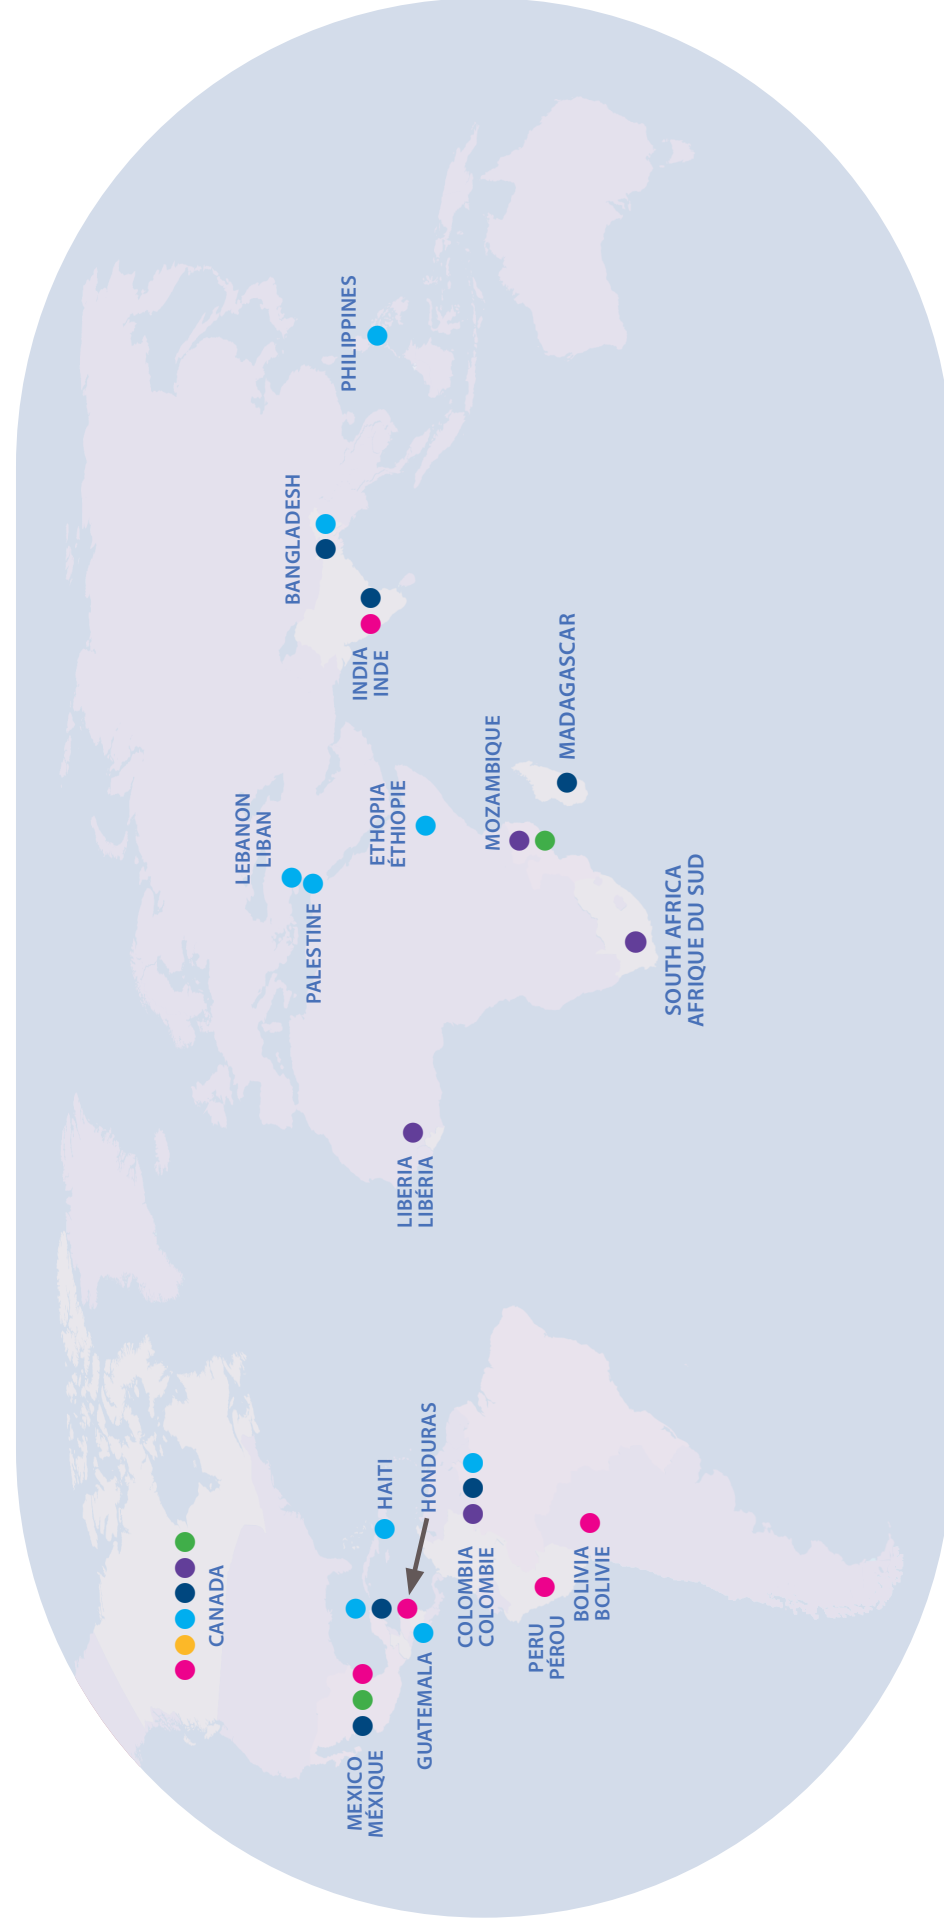 CANADA
MEXICO
MÉXIQUE
GUATEMALA
HAITI
HONDURAS
COLOMBIA
COLOMBIE
PERU
PÉROU
BOLIVIA
BOLIVIE
LIBERIA
LIBÉRIA
LEBANON
LIBAN
PALESTINE
ETHOPIA
ÉTHIOPIE
MOZAMBIQUE
MADAGASCAR
SOUTH AFRICA
AFRIQUE DU SUD
BANGLADESH
INDIA
INDE
PHILIPPINES